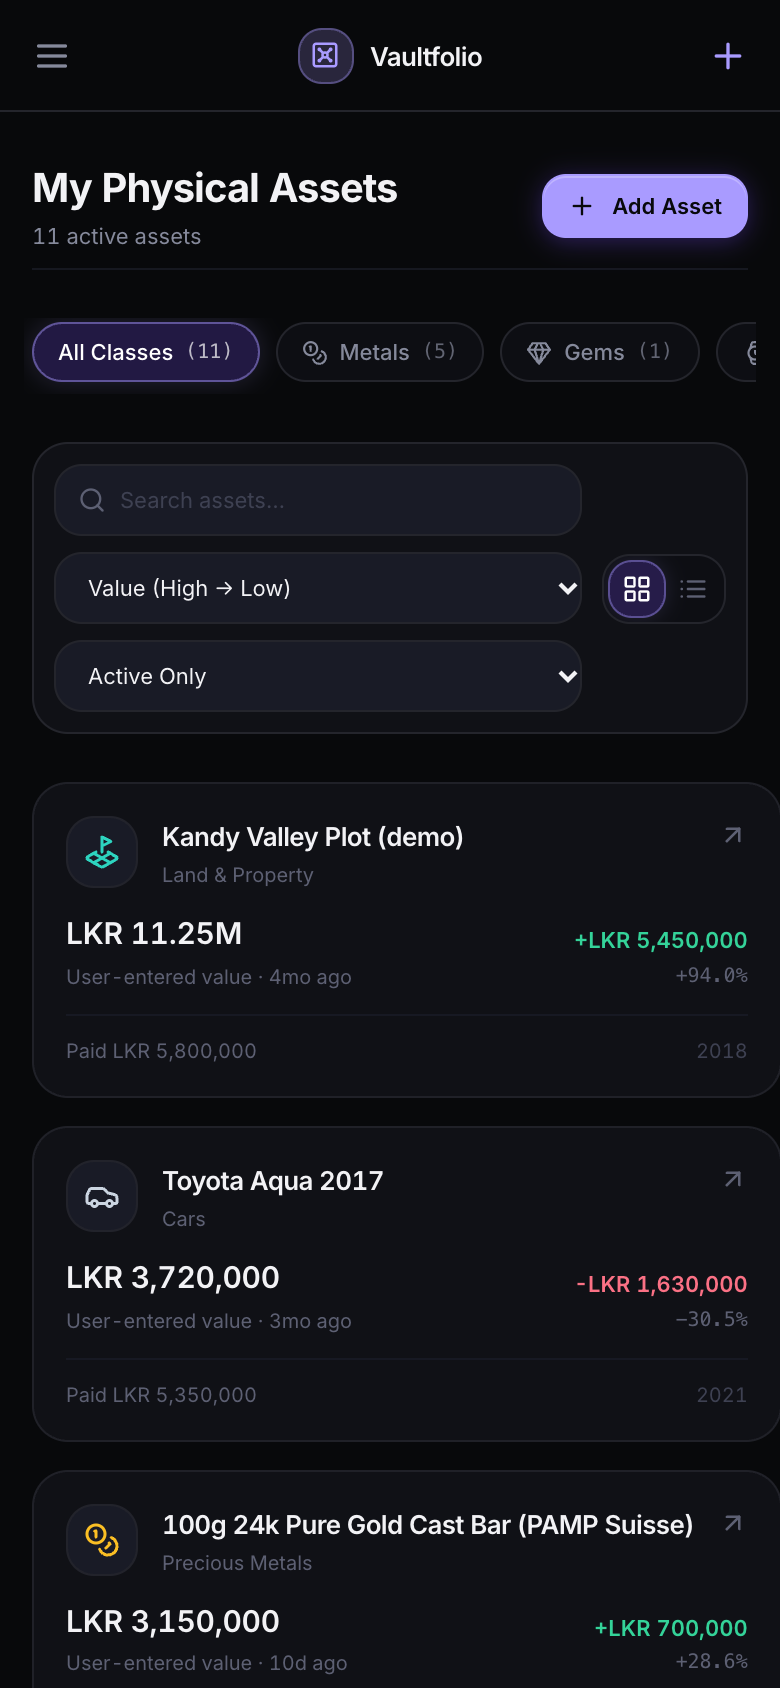 Vaultfolio
My Physical Assets
+ Add Asset
11 active assets
All Classes (11)
Metals (5)
Gems (1)
Search assets...
Value (High → Low)
Active Only
Kandy Valley Plot (demo)
Land & Property
LKR 11.25M
+LKR 5,450,000
User-entered value · 4mo ago
+94.0%
Paid LKR 5,800,000
2018
Toyota Aqua 2017
Cars
LKR 3,720,000
-LKR 1,630,000
User-entered value · 3mo ago
−30.5%
Paid LKR 5,350,000
2021
100g 24k Pure Gold Cast Bar (PAMP Suisse)
Precious Metals
LKR 3,150,000
+LKR 700,000
User-entered value · 10d ago
+28.6%